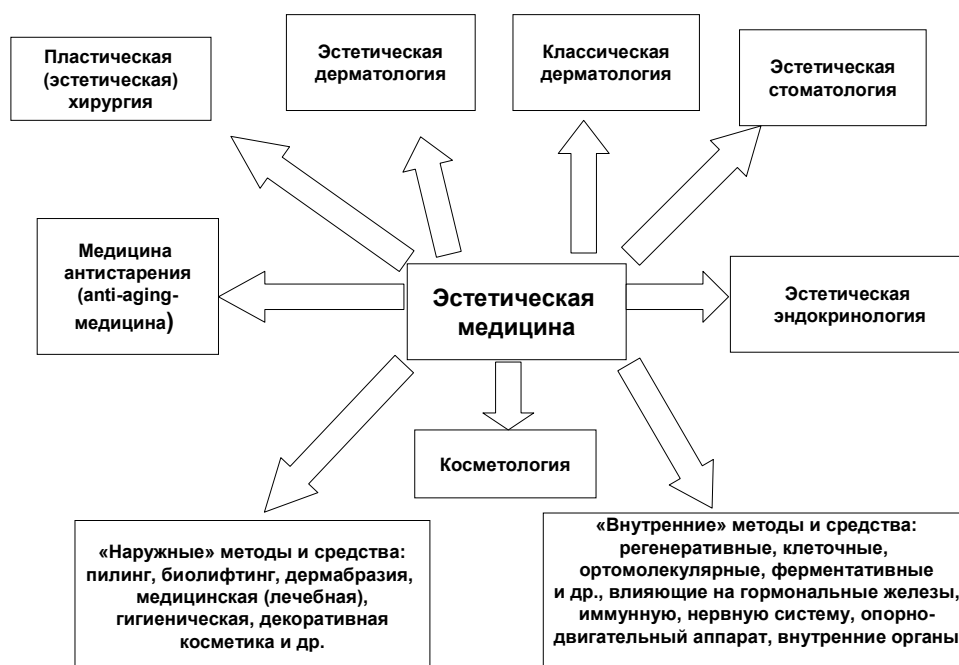 Пластическая
(эстетическая)
хирургия
Эстетическая
дерматология
Классическая
дерматология
Эстетическая
стоматология
Медицина
антистарения
(anti-aging-
медицина)
Эстетическая
медицина
Эстетическая
эндокринология
Косметология
«Наружные» методы и средства:
пилинг, биолифтинг, дермабразия,
медицинская (лечебная),
гигиеническая, декоративная
косметика и др.
«Внутренние» методы и средства:
регенеративные, клеточные,
ортомолекулярные, ферментативные
и др., влияющие на гормональные железы,
иммунную, нервную систему, опорно-
двигательный аппарат, внутренние органы